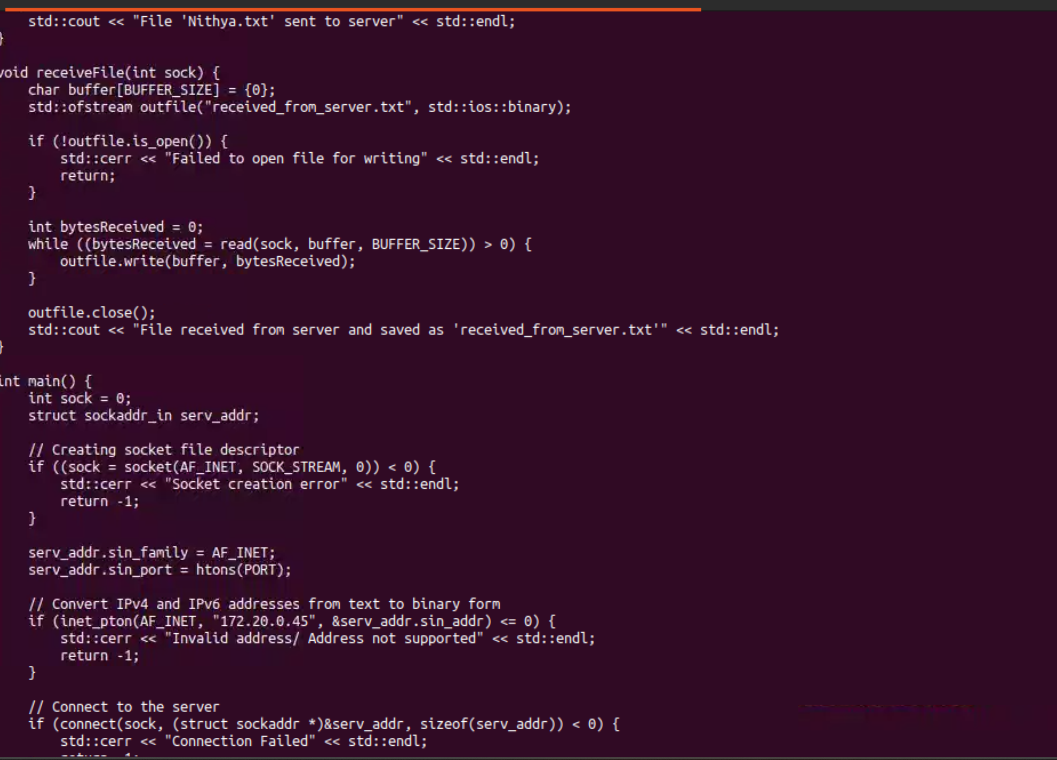 std::cout << "File 'Nithya.txt' sent to server" << std::endl;
}
void receiveFile(int sock) {
    char buffer[BUFFER_SIZE] = {0};
    std::ofstream outfile("received_from_server.txt", std::ios::binary);
    if (!outfile.is_open()) {
        std::cerr << "Failed to open file for writing" << std::endl;
        return;
    }
    int bytesReceived = 0;
    while ((bytesReceived = read(sock, buffer, BUFFER_SIZE)) > 0) {
        outfile.write(buffer, bytesReceived);
    }
    outfile.close();
    std::cout << "File received from server and saved as 'received_from_server.txt'" << std::endl;
}
int main() {
    int sock = 0;
    struct sockaddr_in serv_addr;
    // Creating socket file descriptor
    if ((sock = socket(AF_INET, SOCK_STREAM, 0)) < 0) {
        std::cerr << "Socket creation error" << std::endl;
        return -1;
    }
    serv_addr.sin_family = AF_INET;
    serv_addr.sin_port = htons(PORT);
    // Convert IPv4 and IPv6 addresses from text to binary form
    if (inet_pton(AF_INET, "172.20.0.45", &serv_addr.sin_addr) <= 0) {
        std::cerr << "Invalid address/ Address not supported" << std::endl;
        return -1;
    }
    // Connect to the server
    if (connect(sock, (struct sockaddr *)&serv_addr, sizeof(serv_addr)) < 0) {
        std::cerr << "Connection Failed" << std::endl;